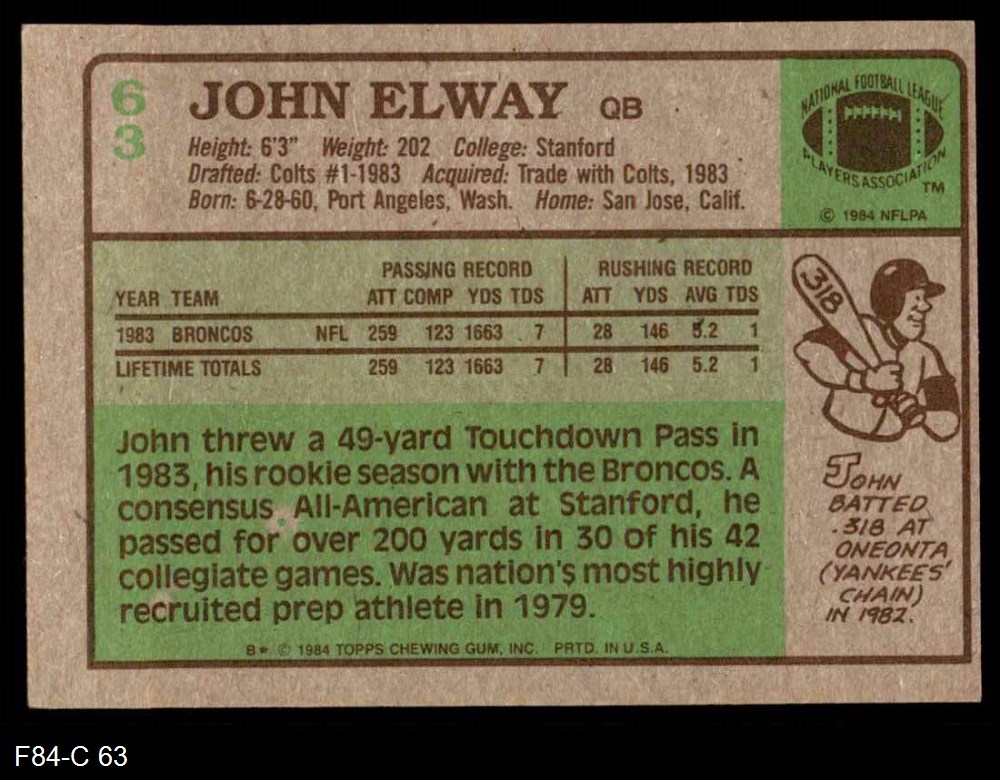 63
JOHN ELWAY QB
Height: 6'3" Weight: 202 College: Stanford
Drafted: Colts #1-1983 Acquired: Trade with Colts, 1983
Born: 6-28-60, Port Angeles, Wash. Home: San Jose, Calif.
NATIONAL FOOTBALL LEAGUE
PLAYERS ASSOCIATION
TM
© 1984 NFLPA
PASSING RECORD RUSHING RECORD
YEAR TEAM ATT COMP YDS TDS ATT YDS AVG TDS
1983 BRONCOS NFL 259 123 1663 7 28 146 5.2 1
LIFETIME TOTALS 259 123 1663 7 28 146 5.2 1
.318
John threw a 49-yard Touchdown Pass in
1983, his rookie season with the Broncos. A
consensus All-American at Stanford, he
passed for over 200 yards in 30 of his 42
collegiate games. Was nation's most highly
recruited prep athlete in 1979.
JOHN
BATTED
.318 AT
ONEONTA
(YANKEES'
CHAIN)
IN 1982.
B* © 1984 TOPPS CHEWING GUM, INC. PRTD. IN U.S.A.
F84-C 63